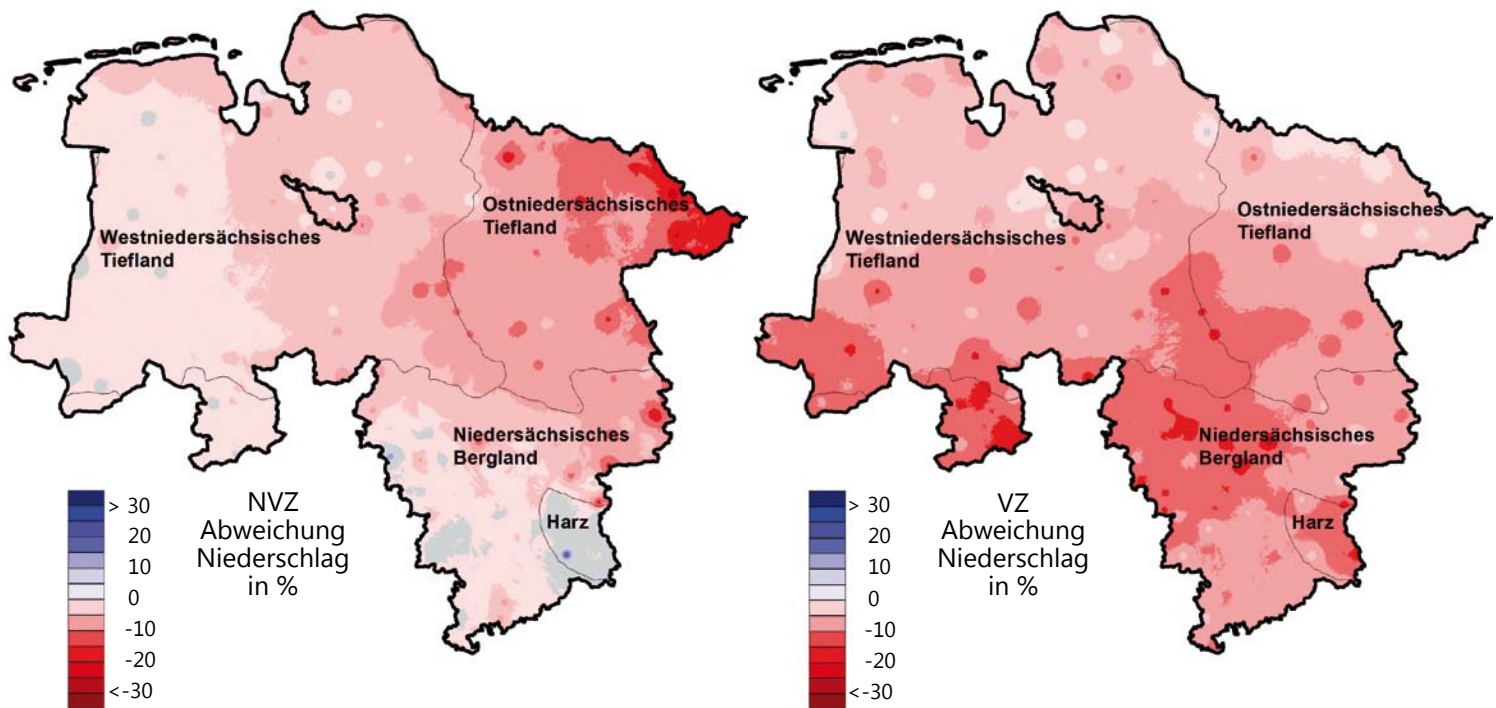 Westniedersächsisches
Tiefland
Ostniedersächsisches
Tiefland
Niedersächsisches
Bergland
Harz
NVZ
Abweichung
Niederschlag
in %
> 30
20
10
0
-10
-20
<-30
Westniedersächsisches
Tiefland
Ostniedersächsisches
Tiefland
Niedersächsisches
Bergland
Harz
VZ
Abweichung
Niederschlag
in %
> 30
20
10
0
-10
-20
<-30